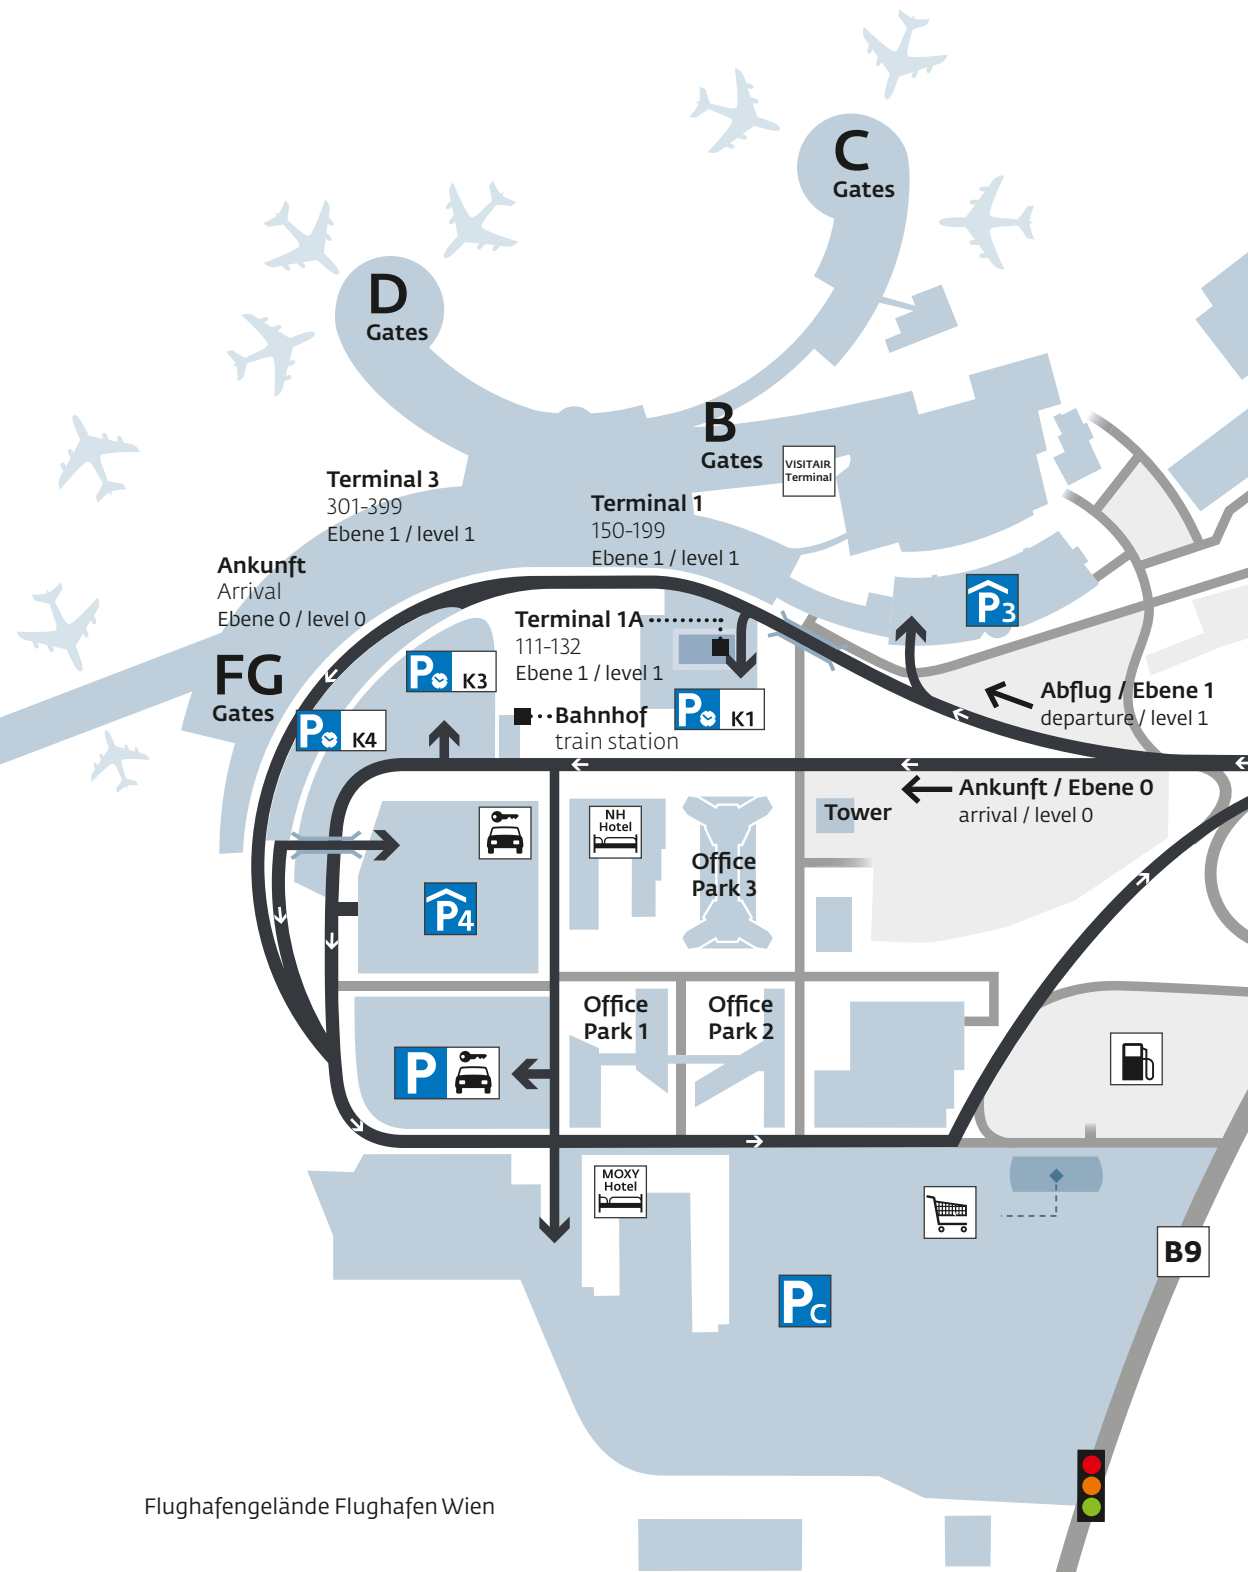 C
Gates
D
Gates
B
Gates
VISITAIR
Terminal
Terminal 3
301-399
Ebene 1 / level 1
Terminal 1
150-199
Ebene 1 / level 1
Ankunft
Arrival
Ebene 0 / level 0
P3
Terminal 1A
111-132
Ebene 1 / level 1
FG
Gates
P K3
P K4
P K1
Bahnhof
train station
Abflug / Ebene 1
departure / level 1
Ankunft / Ebene 0
arrival / level 0
Tower
NH
Hotel
Office
Park 3
P4
Office
Park 1
Office
Park 2
P
MOXY
Hotel
B9
PC
Flughafengelände Flughafen Wien